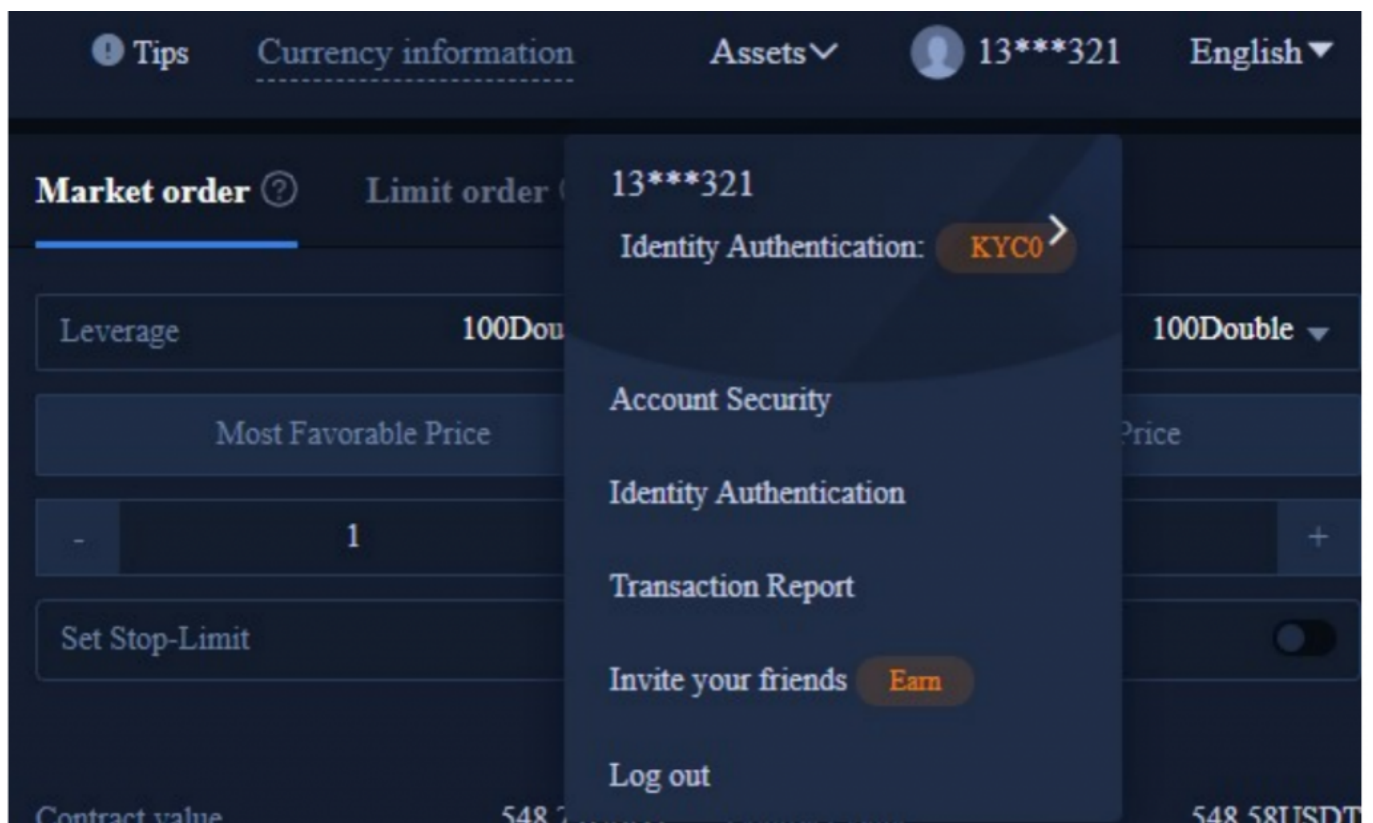 Tips Currency information Assets 13***321 English
Market order Limit order
13***321
Identity Authentication: KYC0
Leverage 100Dou 100Double
Account Security
Most Favorable Price Price
Identity Authentication
- 1 +
Transaction Report
Set Stop-Limit
Invite your friends Earn
Log out
Contract value 548.58USDT